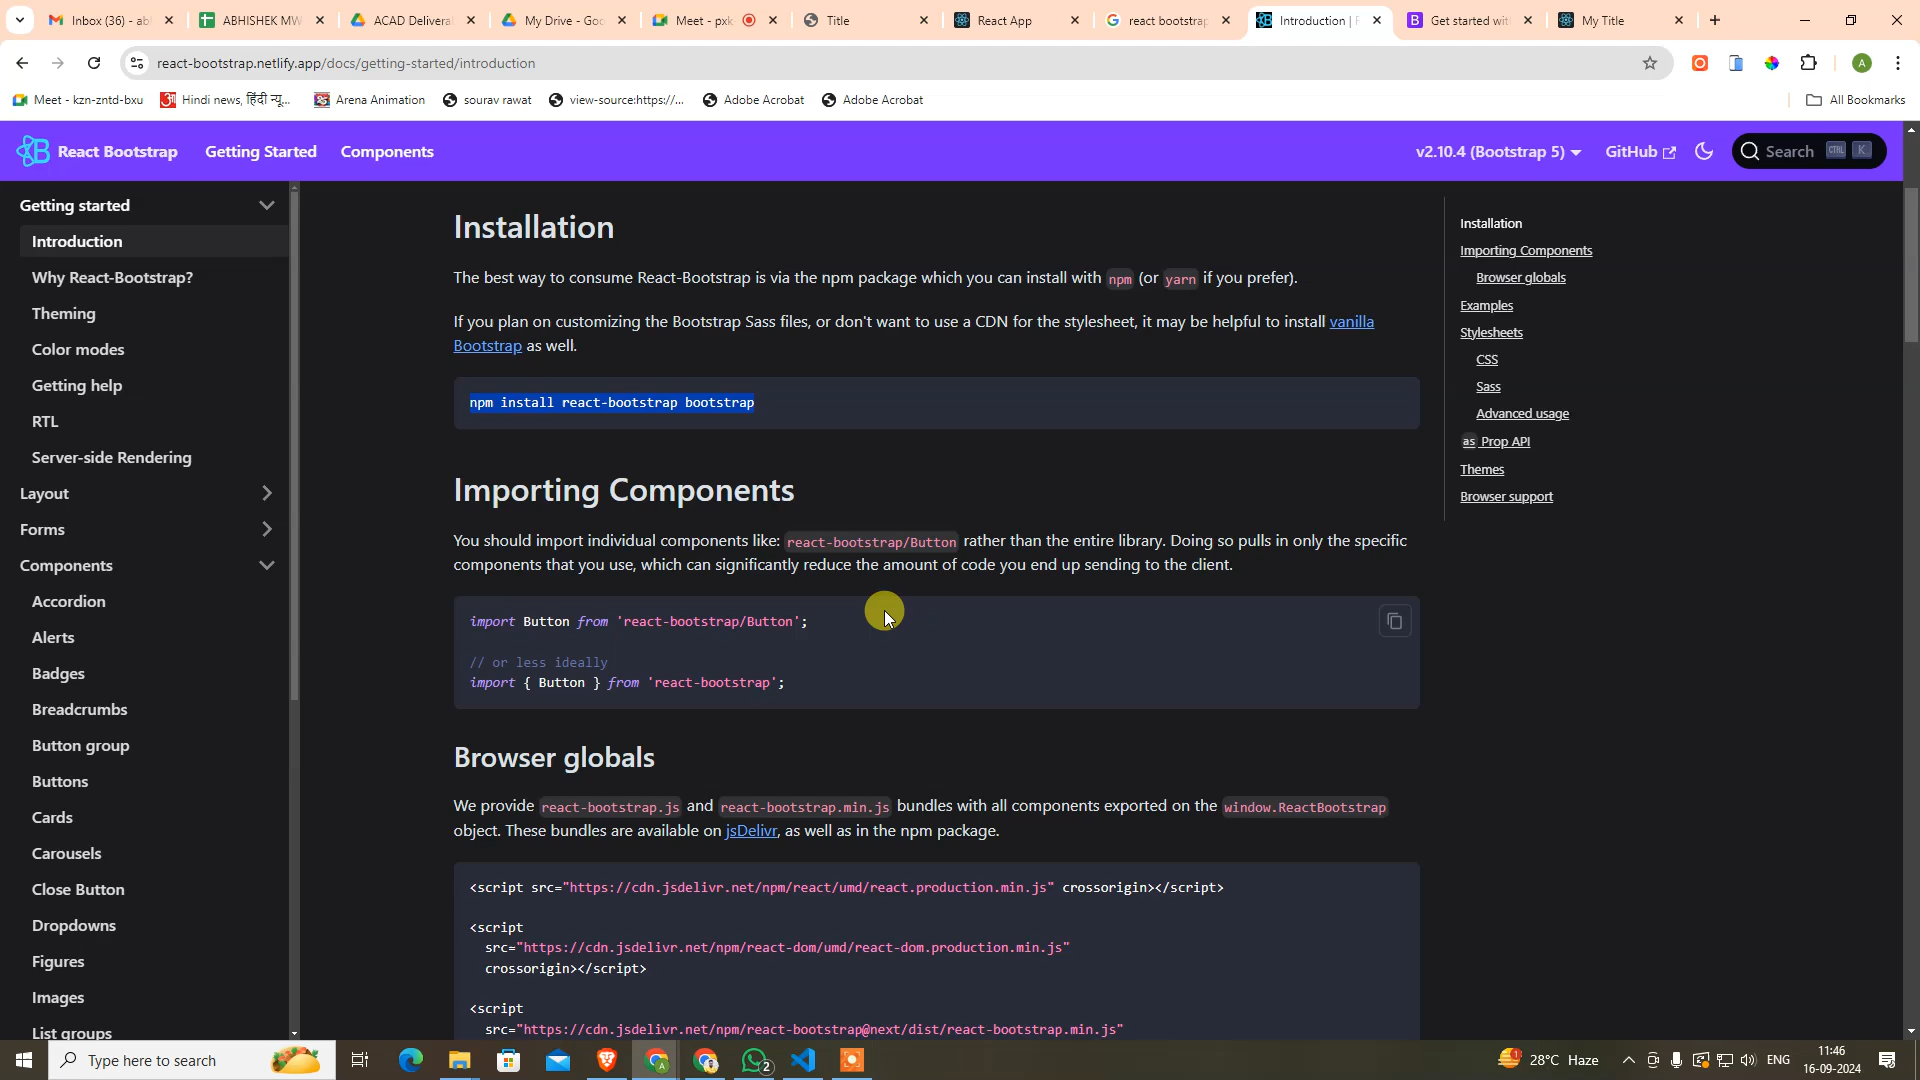 Inbox (36) - ab
ABHISHEK MW
ACAD Delivera
My Drive - Goo
Meet - pxk
Title
React App
react bootstrap
Introduction | R
Get started wit
My Title
react-bootstrap.netlify.app/docs/getting-started/introduction
A
Meet - kzn-zntd-bxu
Hindi news, हिंदी न्यू...
Arena Animation
sourav rawat
view-source:https://...
Adobe Acrobat
Adobe Acrobat
All Bookmarks
React Bootstrap
Getting Started
Components
v2.10.4 (Bootstrap 5)
GitHub
Search CTRL K
Getting started
Introduction
Why React-Bootstrap?
Theming
Color modes
Getting help
RTL
Server-side Rendering
Layout
Forms
Components
Accordion
Alerts
Badges
Breadcrumbs
Button group
Buttons
Cards
Carousels
Close Button
Dropdowns
Figures
Images
List groups
Installation
The best way to consume React-Bootstrap is via the npm package which you can install with npm (or yarn if you prefer).
If you plan on customizing the Bootstrap Sass files, or don't want to use a CDN for the stylesheet, it may be helpful to install vanilla
Bootstrap as well.
npm install react-bootstrap bootstrap
Importing Components
You should import individual components like: react-bootstrap/Button rather than the entire library. Doing so pulls in only the specific
components that you use, which can significantly reduce the amount of code you end up sending to the client.
import Button from 'react-bootstrap/Button';
// or less ideally
import { Button } from 'react-bootstrap';
Browser globals
We provide react-bootstrap.js and react-bootstrap.min.js bundles with all components exported on the window.ReactBootstrap
object. These bundles are available on jsDelivr, as well as in the npm package.
<script src="https://cdn.jsdelivr.net/npm/react/umd/react.production.min.js" crossorigin></script>
<script
src="https://cdn.jsdelivr.net/npm/react-dom/umd/react-dom.production.min.js"
crossorigin></script>
<script
src="https://cdn.jsdelivr.net/npm/react-bootstrap@next/dist/react-bootstrap.min.js"
Installation
Importing Components
Browser globals
Examples
Stylesheets
CSS
Sass
Advanced usage
as Prop API
Themes
Browser support
Type here to search
A
2
1
28°C Haze
ENG
11:46
16-09-2024